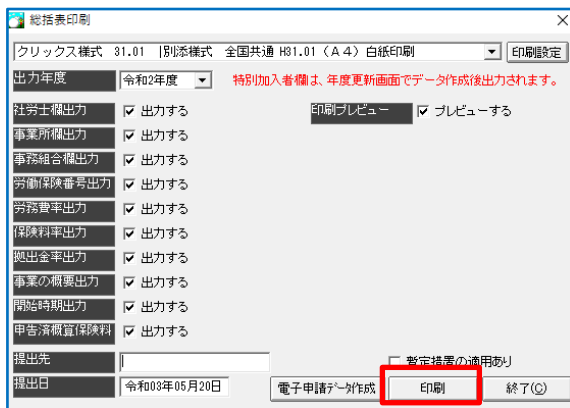 総括表印刷
クリックス様式 31.01 |別添様式 全国共通 H31.01（A4）白紙印刷 印刷設定
出力年度 令和2年度 特別加入者欄は、年度更新画面でデータ作成後出力されます。
社労士欄出力 出力する 印刷プレビュー プレビューする
事業所欄出力 出力する
事務組合欄出力 出力する
労働保険番号出力 出力する
労務費率出力 出力する
保険料率出力 出力する
拠出金率出力 出力する
事業の概要出力 出力する
開始時期出力 出力する
申告済概算保険料 出力する
提出先 暫定措置の適用あり
提出日 令和03年05月20日 電子申請データ作成 印刷 終了(C)